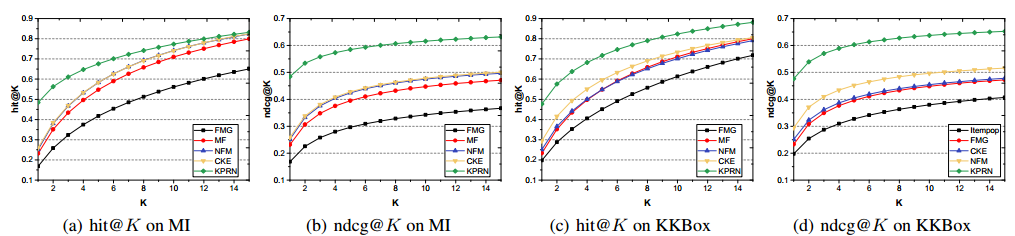 0.9
0.8
0.7
0.6
0.5
0.4
0.3
0.2
0.1
hit@K
2 4 6 8 10 12 14
K
FMG
MF
NFM
CKE
KPRN
(a) hit@K on MI
0.7
0.6
0.5
0.4
0.3
0.2
0.1
ndcg@K
2 4 6 8 10 12 14
K
FMG
MF
NFM
CKE
KPRN
(b) ndcg@K on MI
0.9
0.8
0.7
0.6
0.5
0.4
0.3
0.2
0.1
hit@K
2 4 6 8 10 12 14
K
FMG
MF
NFM
CKE
KPRN
(c) hit@K on KKBox
0.7
0.6
0.5
0.4
0.3
0.2
0.1
ndcg@K
2 4 6 8 10 12 14
K
Itempop
FMG
CKE
NFM
KPRN
(d) ndcg@K on KKBox